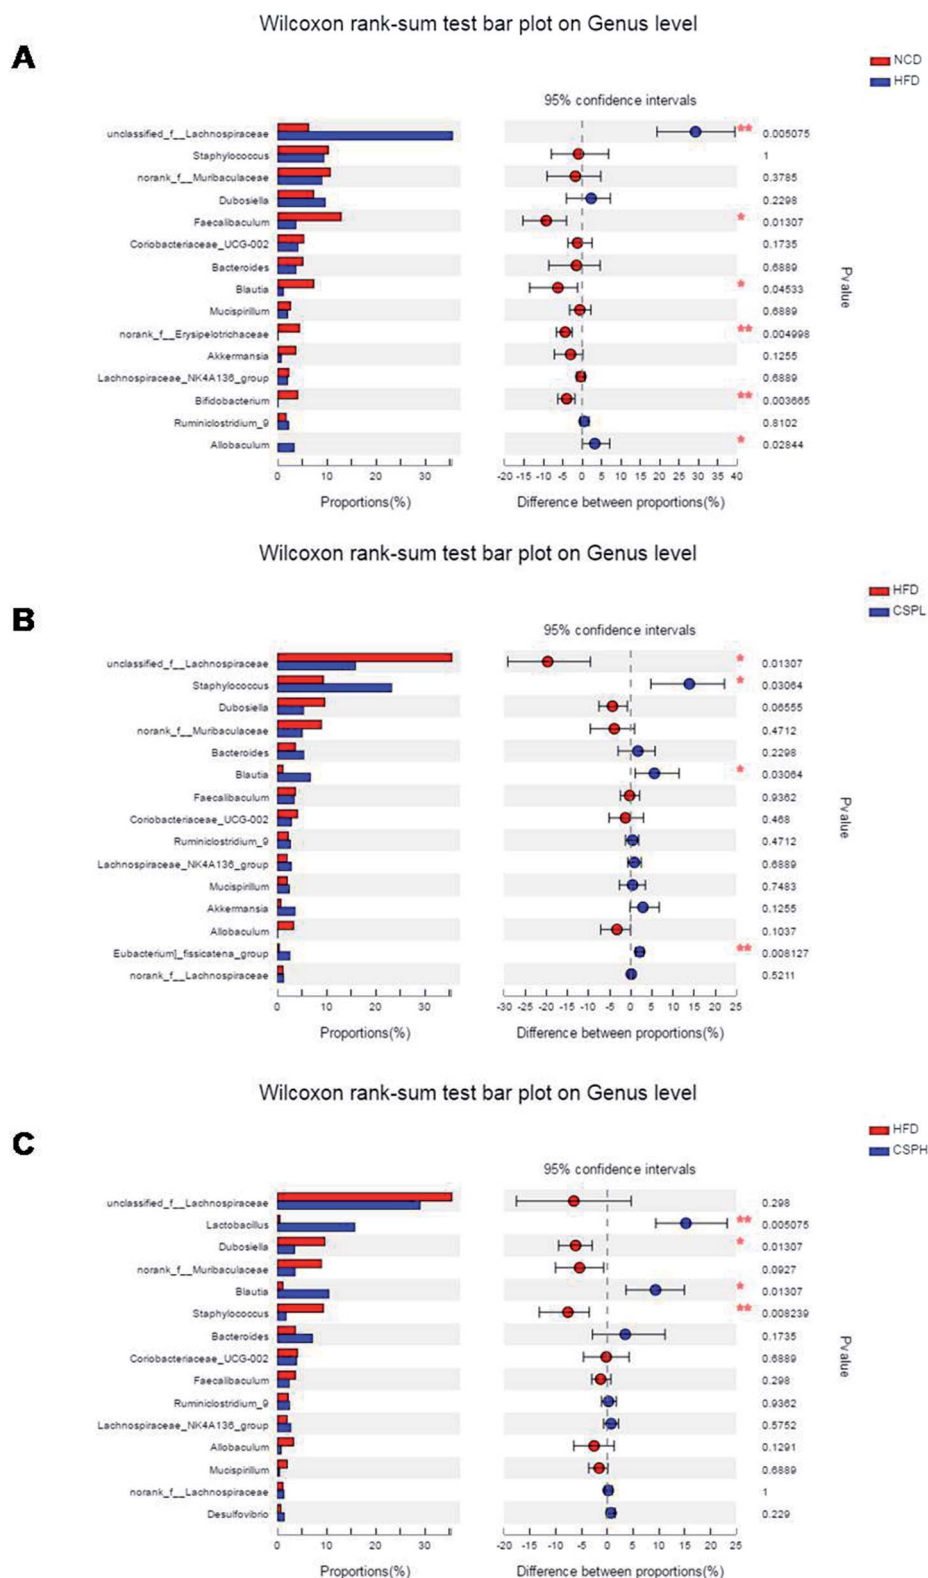 Wilcoxon rank-sum test bar plot on Genus level
A
NCD
HFD
95% confidence intervals
unclassified_f__Lachnospiraceae ** 0.005075
Staphylococcus 1
norank_f__Muribaculaceae 0.3785
Dubosiella 0.2298
Faecalibaculum * 0.01307
Coriobacteriaceae_UCG-002 0.1735
Bacteroides 0.6889
Blautia * 0.04533
Mucispirillum 0.6889
norank_f__Erysipelotrichaceae ** 0.004998
Akkermansia 0.1255
Lachnospiraceae_NK4A136_group 0.6889
Bifidobacterium ** 0.003665
Ruminiclostridium_9 0.8102
Allobaculum * 0.02844
Pvalue
0 10 20 30 -20 -15 -10 -5 0 5 10 15 20 25 30 35 40
Proportions(%) Difference between proportions(%)
Wilcoxon rank-sum test bar plot on Genus level
B
HFD
CSPL
95% confidence intervals
unclassified_f__Lachnospiraceae * 0.01307
Staphylococcus * 0.03064
Dubosiella 0.06555
norank_f__Muribaculaceae 0.4712
Bacteroides 0.2298
Blautia * 0.03064
Faecalibaculum 0.9362
Coriobacteriaceae_UCG-002 0.468
Ruminiclostridium_9 0.4712
Lachnospiraceae_NK4A136_group 0.6889
Mucispirillum 0.7483
Akkermansia 0.1255
Allobaculum 0.1037
Eubacterium]_fissicatena_group ** 0.008127
norank_f__Lachnospiraceae 0.5211
Pvalue
0 10 20 30 -30 -25 -20 -15 -10 -5 0 5 10 15 20 25
Proportions(%) Difference between proportions(%)
Wilcoxon rank-sum test bar plot on Genus level
C
HFD
CSPH
95% confidence intervals
unclassified_f__Lachnospiraceae 0.298
Lactobacillus ** 0.005075
Dubosiella * 0.01307
norank_f__Muribaculaceae 0.0927
Blautia * 0.01307
Staphylococcus ** 0.008239
Bacteroides 0.1735
Coriobacteriaceae_UCG-002 0.6889
Faecalibaculum 0.298
Ruminiclostridium_9 0.9362
Lachnospiraceae_NK4A136_group 0.5752
Allobaculum 0.1291
Mucispirillum 0.6889
norank_f__Lachnospiraceae 1
Desulfovibrio 0.229
Pvalue
0 10 20 30 -20 -15 -10 -5 0 5 10 15 20 25
Proportions(%) Difference between proportions(%)